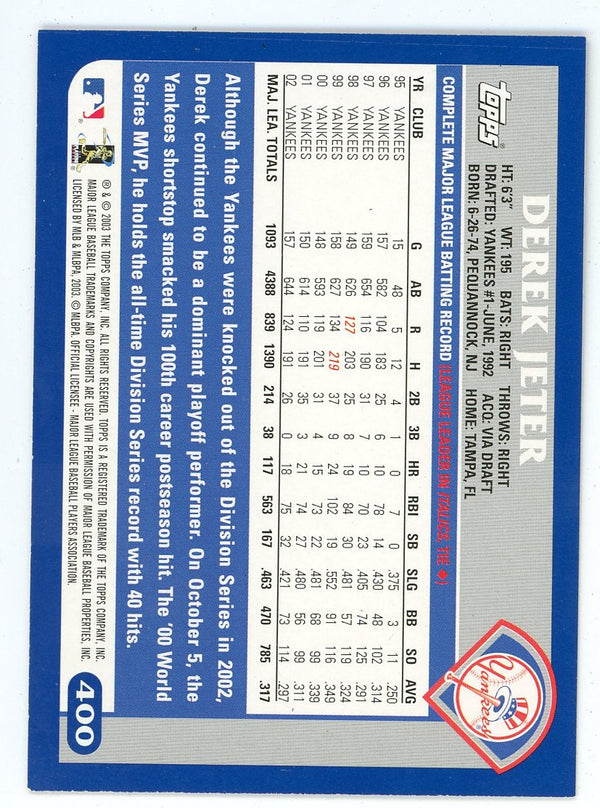 DEREK JETER
topps®
HT: 6'3" WT: 195 BATS: RIGHT THROWS: RIGHT
DRAFTED: YANKEES #1-JUNE, 1992 ACQ: VIA DRAFT
BORN: 6-26-74, PEQUANNOCK, NJ HOME: TAMPA, FL
Yankees
COMPLETE MAJOR LEAGUE BATTING RECORD (LEAGUE LEADER IN ITALICS, TIE ♦)
YR CLUB G AB R H 2B 3B HR RBI SB SLG BB SO AVG
95 YANKEES 15 48 5 12 4 1 0 7 0 .375 3 11 .250
96 YANKEES 157 582 104 183 25 6 10 78 14 .430 48 102 .314
97 YANKEES 159 654 116 190 31 7 10 70 23 .405 74 125 .291
98 YANKEES 149 626 127 203 25 8 19 84 30 .481 57 119 .324
99 YANKEES 158 627 134 219 37 9 24 102 19 .552 91 116 .349
00 YANKEES 148 593 119 201 31 4 15 73 22 .481 68 99 .339
01 YANKEES 150 614 110 191 35 3 21 74 27 .480 56 99 .311
02 YANKEES 157 644 124 191 26 0 18 75 32 .421 73 114 .297
MAJ. LEA. TOTALS 1093 4388 839 1390 214 38 117 563 167 .463 470 785 .317
Although the Yankees were knocked out of the Division Series in 2002,
Derek continued to be a dominant playoff performer. On October 5, the
Yankees shortstop smacked his 100th career postseason hit. The '00 World
Series MVP, he holds the all-time Division Series record with 40 hits.
® & © 2003 THE TOPPS COMPANY, INC. ALL RIGHTS RESERVED. TOPPS IS A REGISTERED TRADEMARK OF THE TOPPS COMPANY, INC.
MAJOR LEAGUE BASEBALL TRADEMARKS AND COPYRIGHTS ARE USED WITH PERMISSION OF MAJOR LEAGUE BASEBALL PROPERTIES, INC.
LICENSED BY MLB & MLBPA, 2003. © MLBPA. OFFICIAL LICENSEE - MAJOR LEAGUE BASEBALL PLAYERS ASSOCIATION.
400